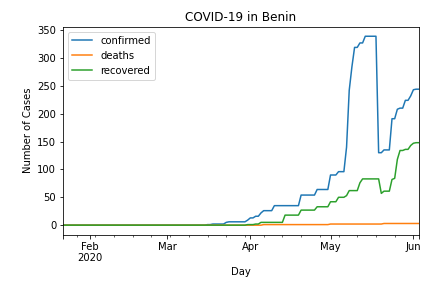 COVID-19 in Benin
350
300
250
200
150
100
50
0
Number of Cases
confirmed
deaths
recovered
Feb
2020
Mar
Apr
May
Jun
Day